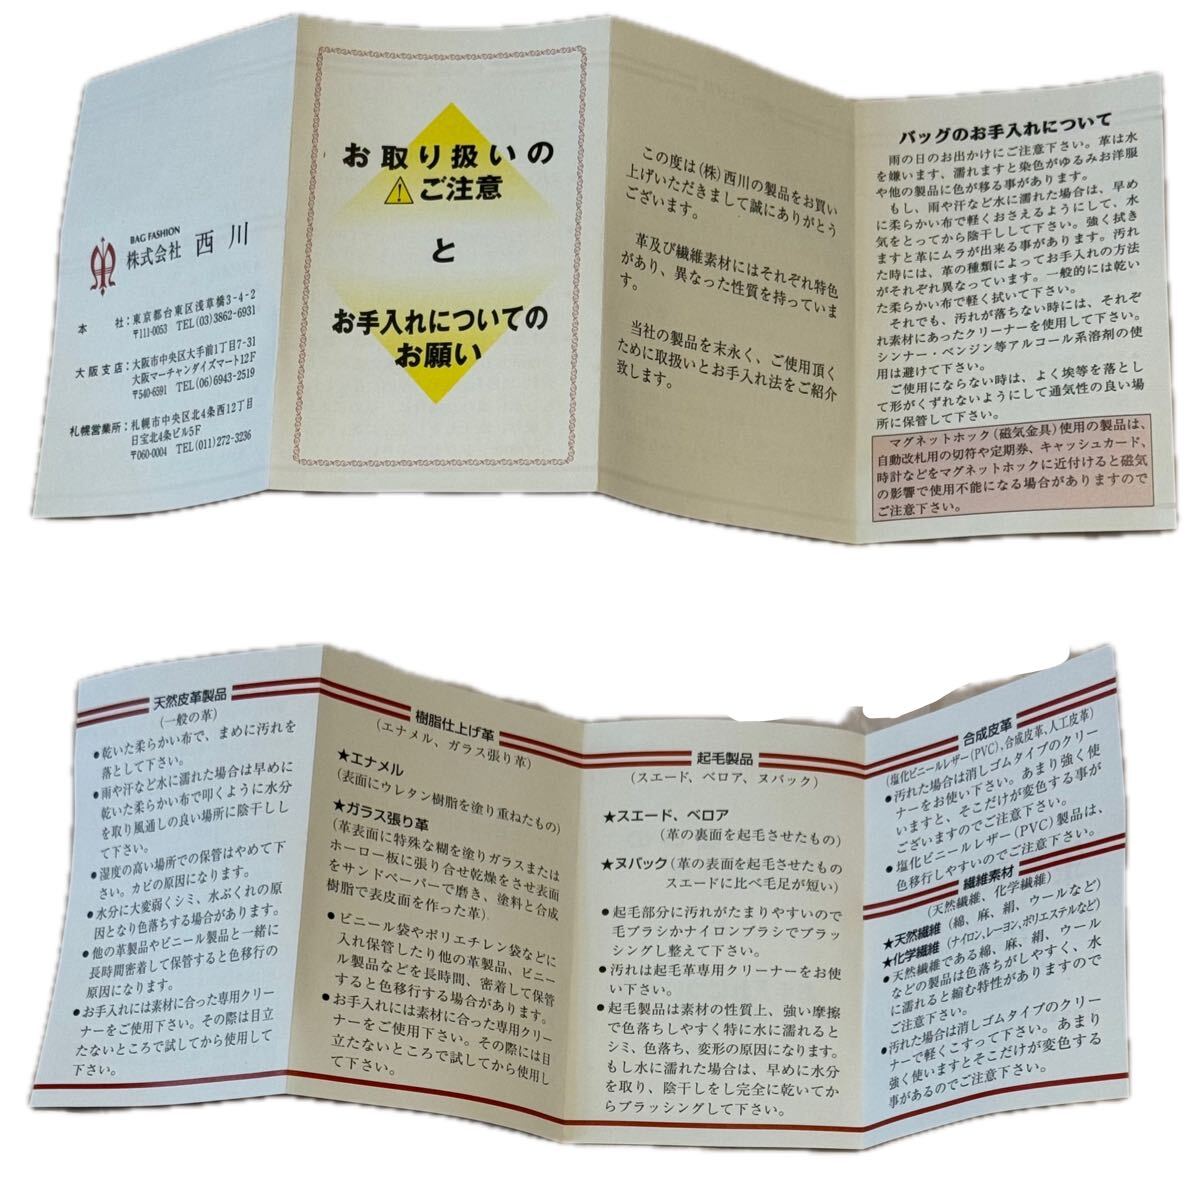 BAG FASHION
株式会社 西川
本社：東京都台東区浅草橋3-4-2
〒111-0053 TEL(03)3862-6931
大阪支店：大阪市中央区大手前1丁目7-31
大阪マーチャンダイズマート12F
〒540-6591 TEL(06)6943-2519
札幌営業所：札幌市中央区北4条西12丁目
日宝北4条ビル5F
〒060-0004 TEL(011)272-3236
お取り扱いの
ご注意
と
お手入れについての
お願い
この度は(株)西川の製品をお買い
上げいただきまして誠にありがとう
ございます。
革及び繊維素材にはそれぞれ特色
があり、異なった性質を持っていま
す。
当社の製品を末永く、ご使用頂く
ために取扱いとお手入れ法をご紹介
致します。
バッグのお手入れについて
雨の日のお出かけにご注意下さい。革は水
を嫌います、濡れますと染色がゆるみお洋服
や他の製品に色が移る事があります。
もし、雨や汗など水に濡れた場合は、早め
に柔らかい布で軽くおさえるようにして、水
気をとってから陰干しして下さい。強く拭き
ますと革にムラが出来る事があります。汚れ
た時には、革の種類によってお手入れの方法
がそれぞれ異なっています。一般的には乾い
た柔らかい布で軽く拭いて下さい。
それでも、汚れが落ちない時には、それぞ
れ素材にあったクリーナーを使用して下さい。
シンナー・ベンジン等アルコール系溶剤の使
用は避けて下さい。
ご使用にならない時は、よく埃等を落とし
て形がくずれないようにして通気性の良い場
所に保管して下さい。
マグネットホック(磁気金具)使用の製品は、
自動改札用の切符や定期券、キャッシュカード、
時計などをマグネットホックに近付けると磁気
の影響で使用不能になる場合がありますので
ご注意下さい。
天然皮革製品
(一般の革)
●乾いた柔らかい布で、まめに汚れを
落として下さい。
●雨や汗など水に濡れた場合は早めに
乾いた柔らかい布で叩くように水分
を取り風通しの良い場所に陰干しし
て下さい。
●湿度の高い場所での保管はやめて下
さい。カビの原因になります。
●水分に大変弱くシミ、水ぶくれの原
因となり色落ちする場合があります。
●他の革製品やビニール製品と一緒に
長時間密着して保管すると色移行の
原因になります。
●お手入れには素材に合った専用クリー
ナーをご使用下さい。その際は目立
たないところで試してから使用して
下さい。
樹脂仕上げ革
(エナメル、ガラス張り革)
★エナメル
(表面にウレタン樹脂を塗り重ねたもの)
★ガラス張り革
(革表面に特殊な糊を塗りガラスまたは
ホーロー板に張り合せ乾燥をさせ表面
をサンドペーパーで磨き、塗料と合成
樹脂で表皮面を作った革)
●ビニール袋やポリエチレン袋などに
入れ保管したり他の革製品、ビニー
ル製品などを長時間、密着して保管
すると色移行する場合があります。
●お手入れには素材に合った専用クリー
ナーをご使用下さい。その際には目
立たないところで試してから使用し
て下さい。
起毛製品
(スエード、ベロア、ヌバック)
★スエード、ベロア
(革の裏面を起毛させたもの)
★ヌバック(革の表面を起毛させたもの
スエードに比べ毛足が短い)
●起毛部分に汚れがたまりやすいので
毛ブラシかナイロンブラシでブラッ
シングし整えて下さい。
●汚れは起毛革専用クリーナーをお使
い下さい。
●起毛製品は素材の性質上、強い摩擦
で色落ちしやすく特に水に濡れると
シミ、色落ち、変形の原因になります。
もし水に濡れた場合は、早めに水分
を取り、陰干しをし完全に乾いてか
らブラッシングして下さい。
合成皮革
(塩化ビニールレザー(PVC)、合成皮革、人工皮革)
●汚れた場合は消しゴムタイプのクリー
ナーをお使い下さい。あまり強く使
いますと、そこだけが変色する事が
ございますのでご注意下さい。
●塩化ビニールレザー(PVC)製品は、
色移行しやすいのでご注意下さい。
繊維素材
(天然繊維、化学繊維)
★天然繊維(綿、麻、絹、ウールなど)
★化学繊維(ナイロン、レーヨン、ポリエステルなど)
●天然繊維である綿、麻、絹、ウール
などの製品は色落ちがしやすく、水
に濡れると縮む特性がありますので
ご注意下さい。
●汚れた場合は消しゴムタイプのクリー
ナーで軽くこすって下さい。あまり
強く使いますとそこだけが変色する
事があるのでご注意下さい。